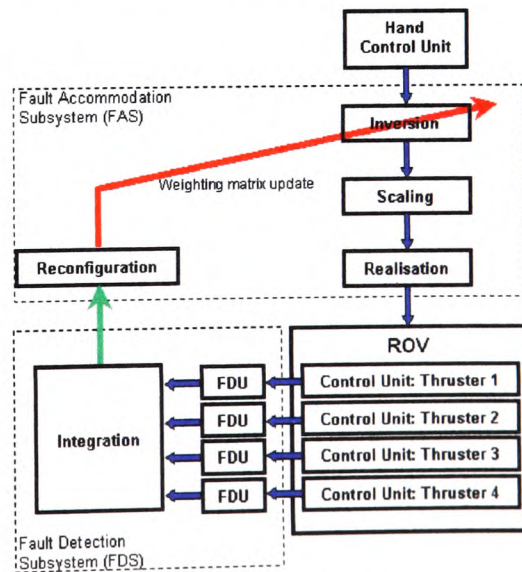 Hand
Control Unit
Fault Accommodation
Subsystem (FAS)
Inversion
Weighting matrix update
Scaling
Reconfiguration
Realisation
ROV
FDU
Control Unit: Thruster 1
FDU
Control Unit: Thruster 2
Integration
FDU
Control Unit: Thruster 3
FDU
Control Unit: Thruster 4
Fault Detection
Subsystem (FDS)